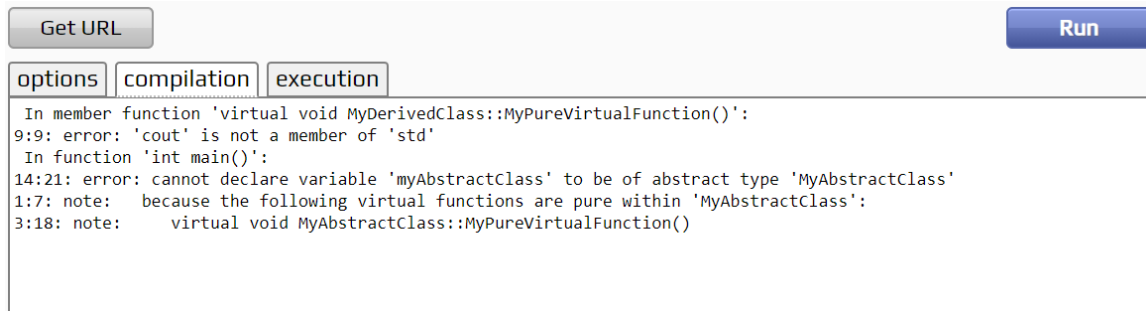 Get URL
Run
options compilation execution
In member function 'virtual void MyDerivedClass::MyPureVirtualFunction()':
9:9: error: 'cout' is not a member of 'std'
In function 'int main()':
14:21: error: cannot declare variable 'myAbstractClass' to be of abstract type 'MyAbstractClass'
1:7: note:   because the following virtual functions are pure within 'MyAbstractClass':
3:18: note:     virtual void MyAbstractClass::MyPureVirtualFunction()